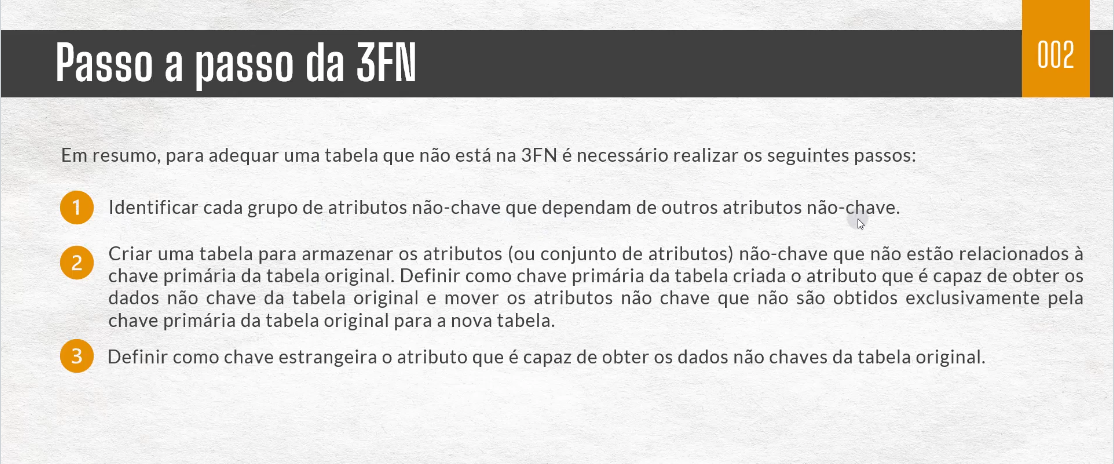 Passo a passo da 3FN
002
Em resumo, para adequar uma tabela que não está na 3FN é necessário realizar os seguintes passos:
1 Identificar cada grupo de atributos não-chave que dependam de outros atributos não-chave.
2 Criar uma tabela para armazenar os atributos (ou conjunto de atributos) não-chave que não estão relacionados à
chave primária da tabela original. Definir como chave primária da tabela criada o atributo que é capaz de obter os
dados não chave da tabela original e mover os atributos não chave que não são obtidos exclusivamente pela
chave primária da tabela original para a nova tabela.
3 Definir como chave estrangeira o atributo que é capaz de obter os dados não chaves da tabela original.